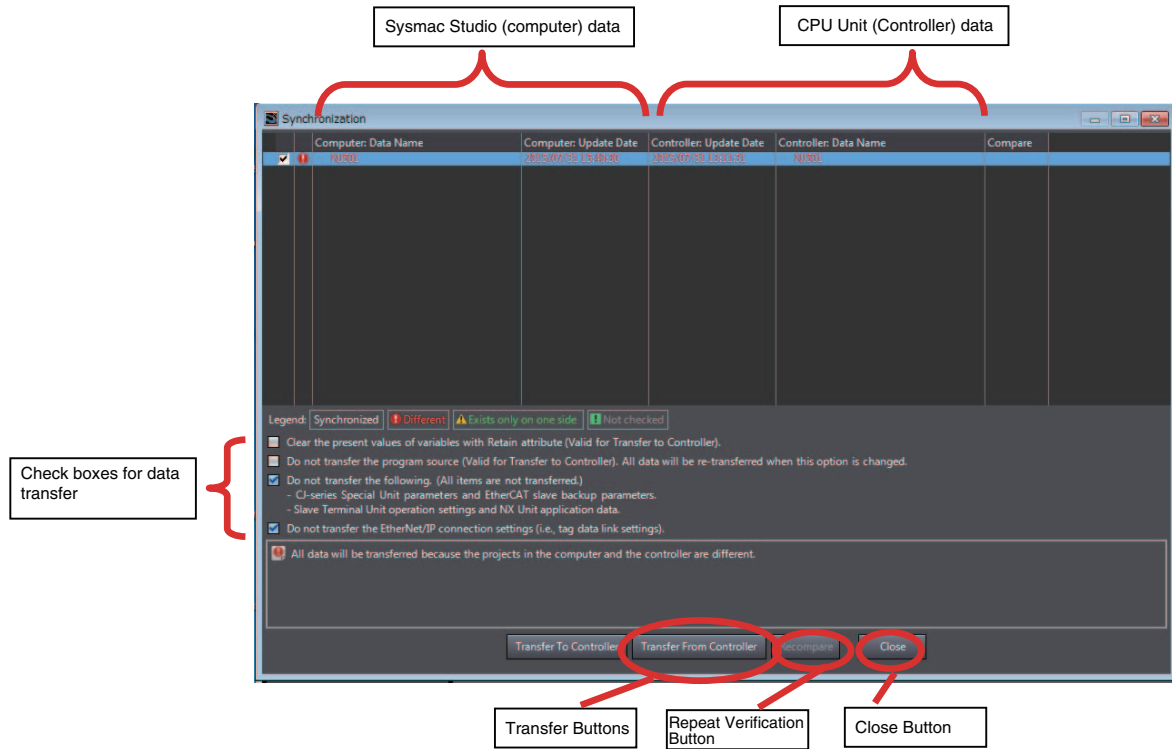 Sysmac Studio (computer) data
CPU Unit (Controller) data
Synchronization
Computer: Data Name Computer: Update Date Controller: Update Date Controller: Data Name Compare
Legend: Synchronized Different Exists only on one side Not checked
Clear the present values of variables with Retain attribute (Valid for Transfer to Controller).
Do not transfer the program source (Valid for Transfer to Controller). All data will be re-transferred when this option is changed.
Do not transfer the following. (All items are not transferred.)
- CJ-series Special Unit parameters and EtherCAT slave backup parameters.
- Slave Terminal Unit operation settings and NX Unit application data.
Do not transfer the EtherNet/IP connection settings (i.e., tag data link settings).
Check boxes for data
transfer
All data will be transferred because the projects in the computer and the controller are different.
Transfer To Controller Transfer From Controller Recompare Close
Transfer Buttons
Repeat Verification
Button
Close Button